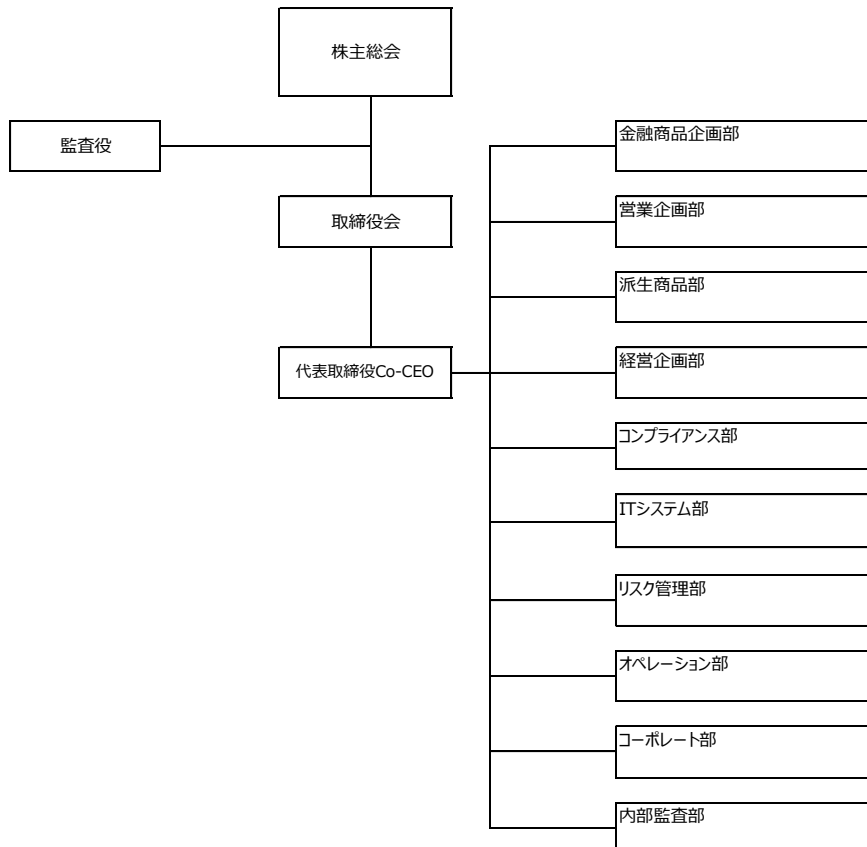 株主総会
監査役
取締役会
代表取締役Co-CEO
金融商品企画部
営業企画部
派生商品部
経営企画部
コンプライアンス部
ITシステム部
リスク管理部
オペレーション部
コーポレート部
内部監査部